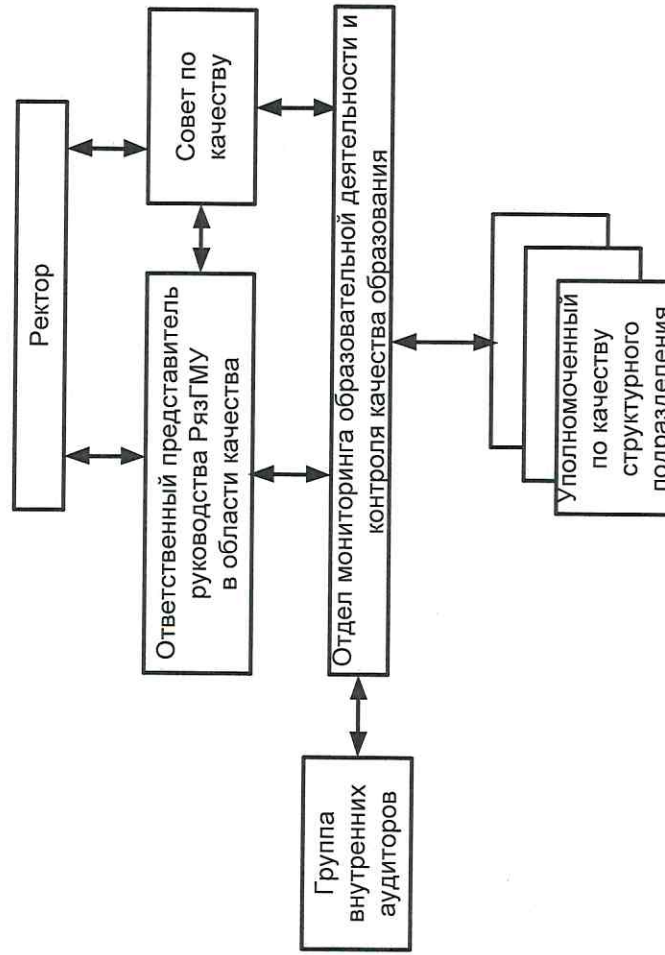 Ректор
Ответственный представитель
руководства РязГМУ
в области качества
Совет по
качеству
Отдел мониторинга образовательной деятельности и
контроля качества образования
Группа
внутренних
аудиторов
Уполномоченный
по качеству
структурного
подразделения